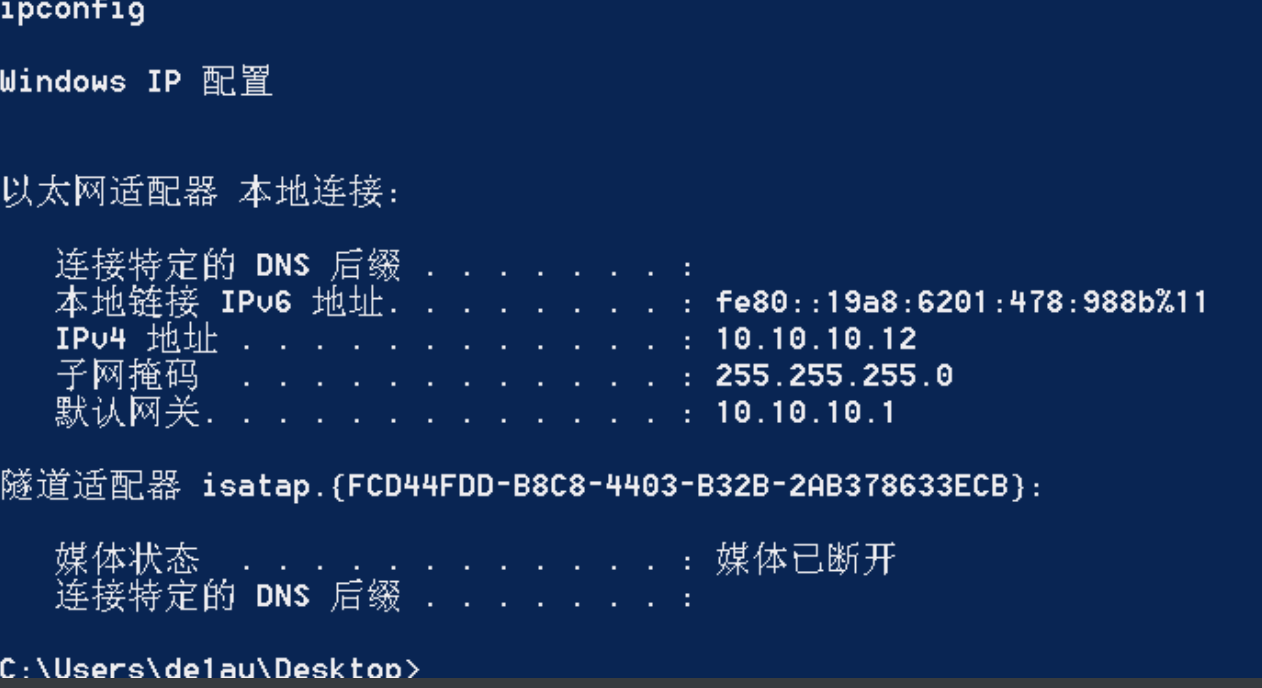 ipconfig
Windows IP 配置
以太网适配器 本地连接:
连接特定的 DNS 后缀 . . . . . . . :
本地链接 IPv6 地址. . . . . . . . : fe80::19a8:6201:478:988b%11
IPv4 地址 . . . . . . . . . . . . : 10.10.10.12
子网掩码  . . . . . . . . . . . . : 255.255.255.0
默认网关. . . . . . . . . . . . . : 10.10.10.1
隧道适配器 isatap.{FCD44FDD-B8C8-4403-B32B-2AB378633ECB}:
媒体状态  . . . . . . . . . . . . : 媒体已断开
连接特定的 DNS 后缀 . . . . . . . :
C:\Users\de1ay\Desktop>